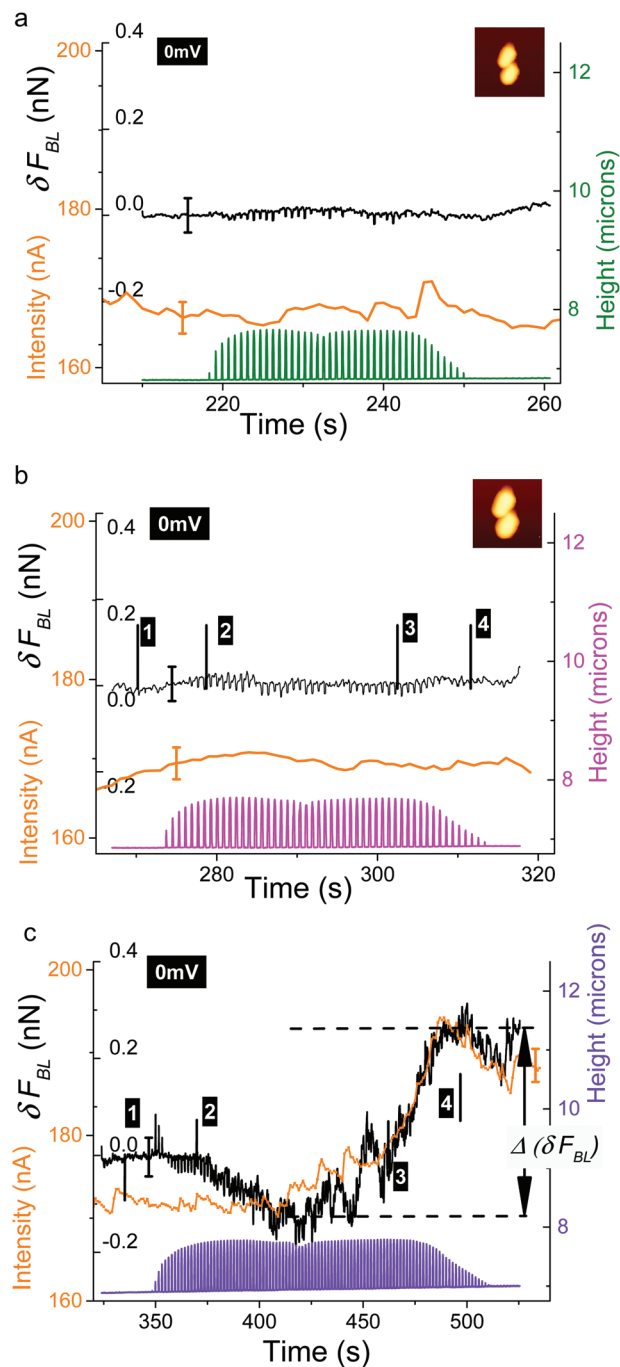 a
0mV
200
180
160
0.4
0.2
0.0
-0.2
δF_BL (nN)
Intensity (nA)
12
10
8
Height (microns)
220 240 260
Time (s)
b
0mV
200
180
160
0.4
0.2
0.0
0.2
δF_BL (nN)
Intensity (nA)
1 2 3 4
12
10
8
Height (microns)
280 300 320
Time (s)
c
0mV
200
180
160
0.4
0.2
0.0
-0.2
δF_BL (nN)
Intensity (nA)
1 2 3 4
Δ(δF_BL)
12
10
8
Height (microns)
350 400 450 500
Time (s)